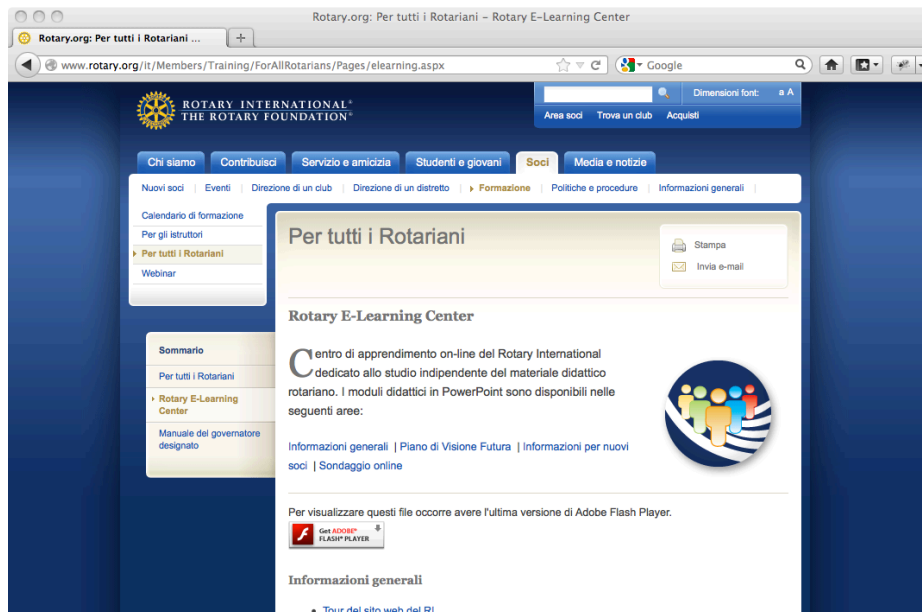 Rotary.org: Per tutti i Rotariani – Rotary E-Learning Center
Rotary.org: Per tutti i Rotariani ...
www.rotary.org/it/Members/Training/ForAllRotarians/Pages/elearning.aspx
Google
ROTARY INTERNATIONAL®
THE ROTARY FOUNDATION®
Dimensioni font: a A
Area soci Trova un club Acquisti
Chi siamo Contribuisci Servizio e amicizia Studenti e giovani Soci Media e notizie
Nuovi soci | Eventi | Direzione di un club | Direzione di un distretto | Formazione | Politiche e procedure | Informazioni generali |
Calendario di formazione
Per gli istruttori
Per tutti i Rotariani
Webinar
Sommario
Per tutti i Rotariani
Rotary E-Learning
Center
Manuale del governatore
designato
Per tutti i Rotariani
Stampa
Invia e-mail
Rotary E-Learning Center
Centro di apprendimento on-line del Rotary International
dedicato allo studio indipendente del materiale didattico
rotariano. I moduli didattici in PowerPoint sono disponibili nelle
seguenti aree:
Informazioni generali | Piano di Visione Futura | Informazioni per nuovi
soci | Sondaggio online
Per visualizzare questi file occorre avere l'ultima versione di Adobe Flash Player.
Get ADOBE®
FLASH® PLAYER
Informazioni generali
• Tour del sito web del RI